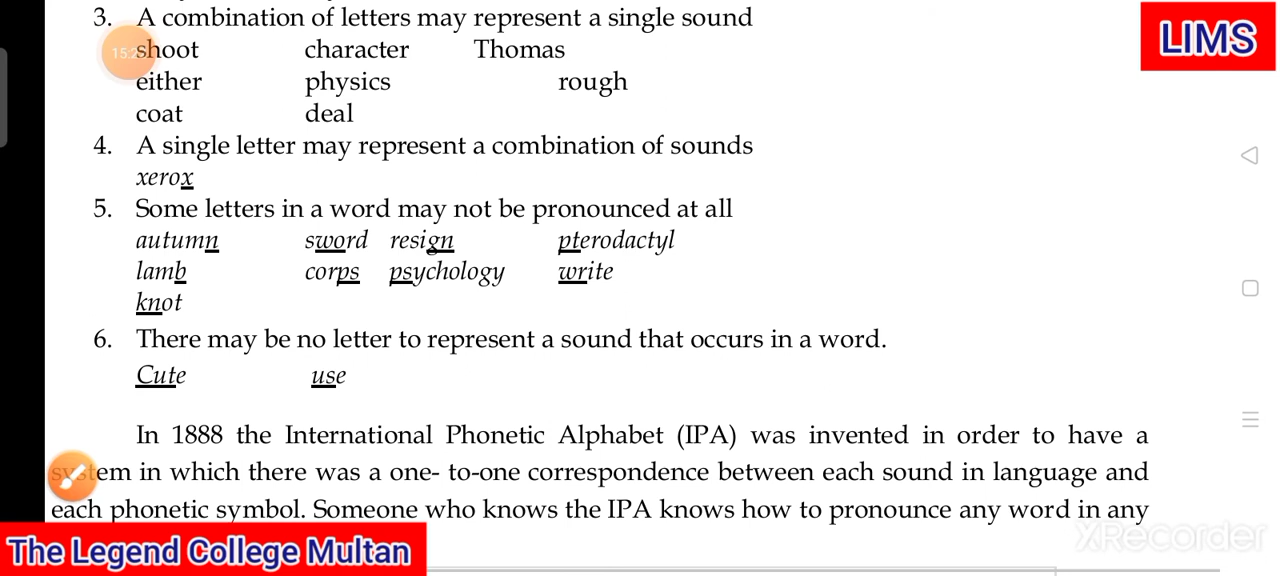 3. A combination of letters may represent a single sound
shoot character Thomas
either physics rough
coat deal
4. A single letter may represent a combination of sounds
xerox
5. Some letters in a word may not be pronounced at all
autumn sword resign pterodactyl
lamb corps psychology write
knot
6. There may be no letter to represent a sound that occurs in a word.
Cute use
In 1888 the International Phonetic Alphabet (IPA) was invented in order to have a
system in which there was a one- to-one correspondence between each sound in language and
each phonetic symbol. Someone who knows the IPA knows how to pronounce any word in any
LIMS
The Legend College Multan
XRecorder